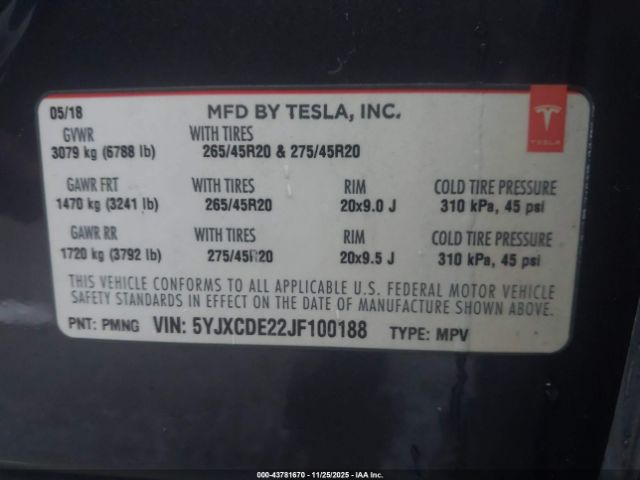 05/18 MFD BY TESLA, INC.
GVWR WITH TIRES
3079 kg (6788 lb) 265/45R20 & 275/45R20
TESLA
GAWR FRT WITH TIRES RIM COLD TIRE PRESSURE
1470 kg (3241 lb) 265/45R20 20x9.0 J 310 kPa, 45 psi
GAWR RR WITH TIRES RIM COLD TIRE PRESSURE
1720 kg (3792 lb) 275/45R20 20x9.5 J 310 kPa, 45 psi
THIS VEHICLE CONFORMS TO ALL APPLICABLE U.S. FEDERAL MOTOR VEHICLE
SAFETY STANDARDS IN EFFECT ON THE DATE OF MANUFACTURE SHOWN ABOVE.
PNT: PMNG VIN: 5YJXCDE22JF100188 TYPE: MPV
000-43781670 - 11/25/2025 - IAA, Inc.